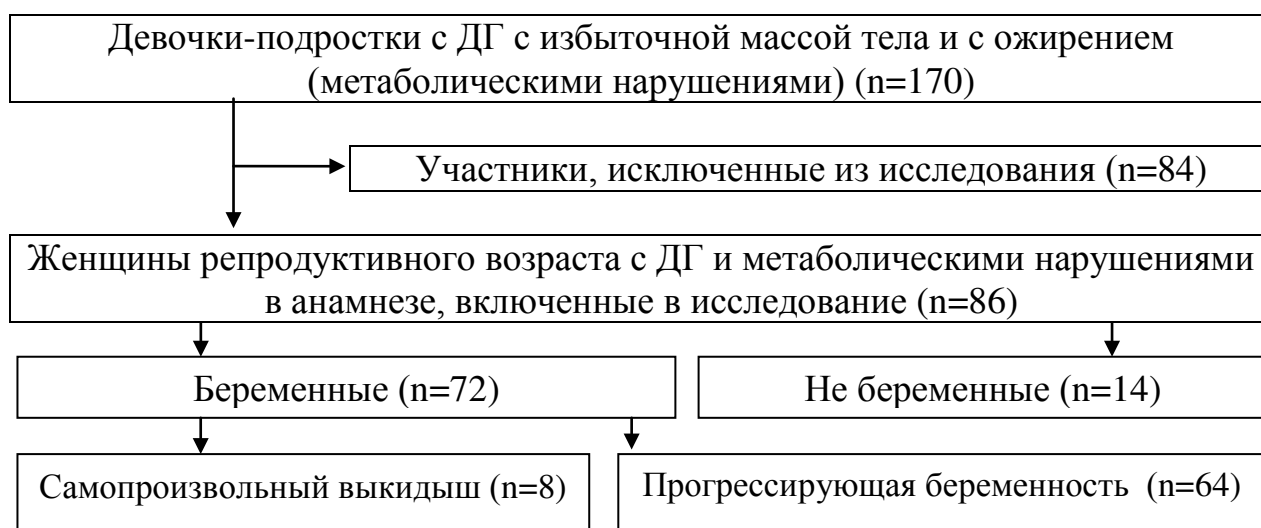 Девочки-подростки с ДГ с избыточной массой тела и с ожирением
(метаболическими нарушениями) (n=170)
Участники, исключенные из исследования (n=84)
Женщины репродуктивного возраста с ДГ и метаболическими нарушениями
в анамнезе, включенные в исследование (n=86)
Беременные (n=72)
Не беременные (n=14)
Самопроизвольный выкидыш (n=8)
Прогрессирующая беременность (n=64)